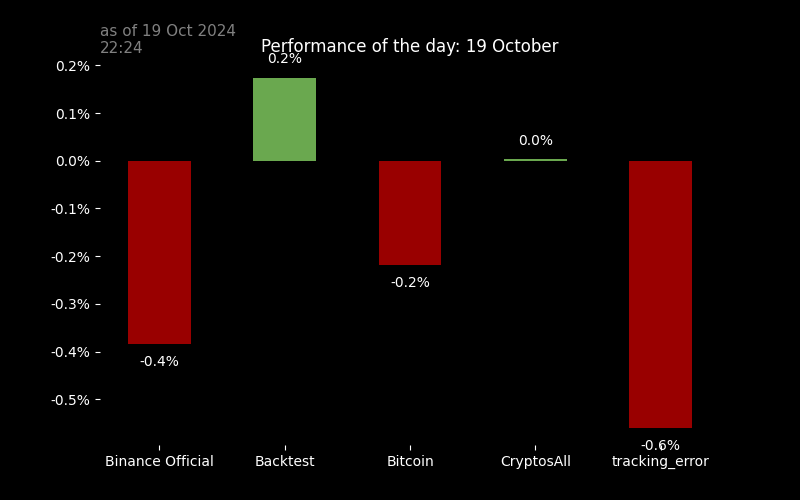 as of 19 Oct 2024
22:24
Performance of the day: 19 October
0.2%
0.1%
0.0%
-0.1%
-0.2%
-0.3%
-0.4%
-0.5%
-0.4%
0.2%
-0.2%
0.0%
-0.6%
Binance Official
Backtest
Bitcoin
CryptosAll
tracking_error